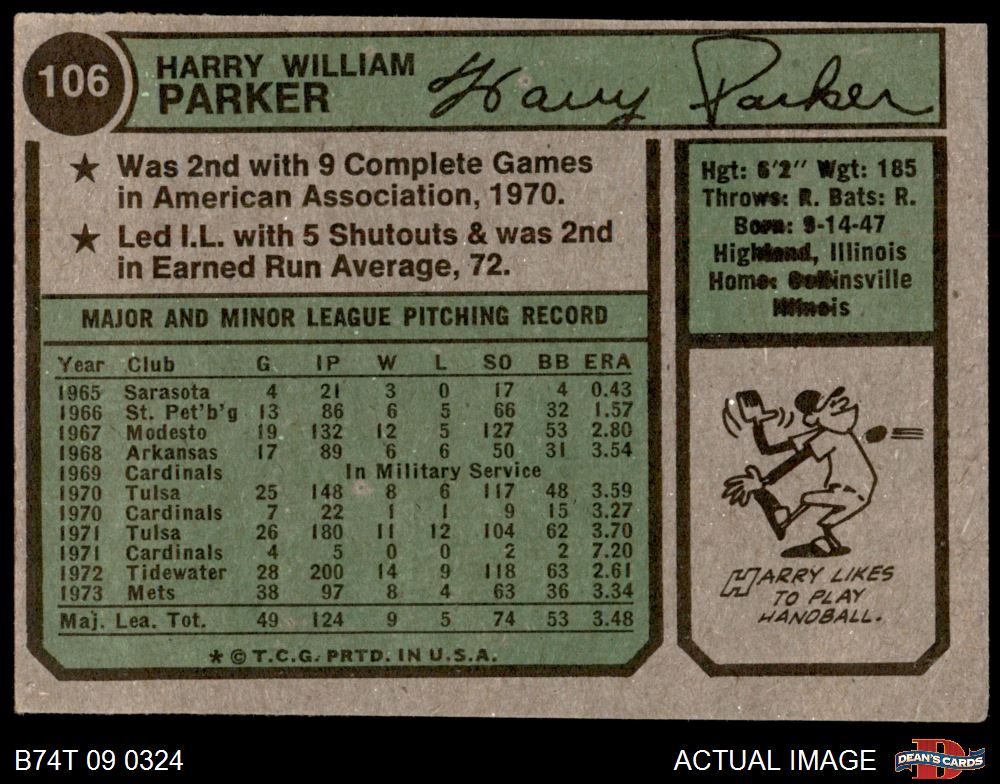 106
HARRY WILLIAM
PARKER
Harry Parker
★ Was 2nd with 9 Complete Games
in American Association, 1970.
★ Led I.L. with 5 Shutouts & was 2nd
in Earned Run Average, 72.
Hgt: 6'2" Wgt: 185
Throws: R. Bats: R.
Born: 9-14-47
Highland, Illinois
Home: Collinsville
Illinois
MAJOR AND MINOR LEAGUE PITCHING RECORD
Year Club G IP W L SO BB ERA
1965 Sarasota 4 21 3 0 17 4 0.43
1966 St. Pet'b'g 13 86 6 5 66 32 1.57
1967 Modesto 19 132 12 5 127 53 2.80
1968 Arkansas 17 89 6 6 50 31 3.54
1969 Cardinals In Military Service
1970 Tulsa 25 148 8 6 117 48 3.59
1970 Cardinals 7 22 1 1 9 15 3.27
1971 Tulsa 26 180 11 12 104 62 3.70
1971 Cardinals 4 5 0 0 2 2 7.20
1972 Tidewater 28 200 14 9 118 63 2.61
1973 Mets 38 97 8 4 63 36 3.34
Maj. Lea. Tot. 49 124 9 5 74 53 3.48
* © T.C.G. PRTD. IN U.S.A.
HARRY LIKES
TO PLAY
HANDBALL.
B74T 09 0324
ACTUAL IMAGE
D
DEAN'S CARDS